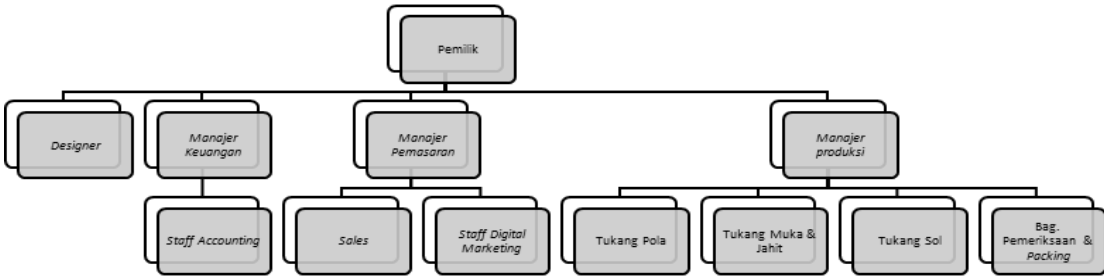 Pemilik
Designer
Manajer
Keuangan
Manajer
Pemasaran
Manajer
produksi
Staff Accounting
Sales
Staff Digital
Marketing
Tukang Pola
Tukang Muka &
Jahit
Tukang Sol
Bag.
Pemeriksaan &
Packing